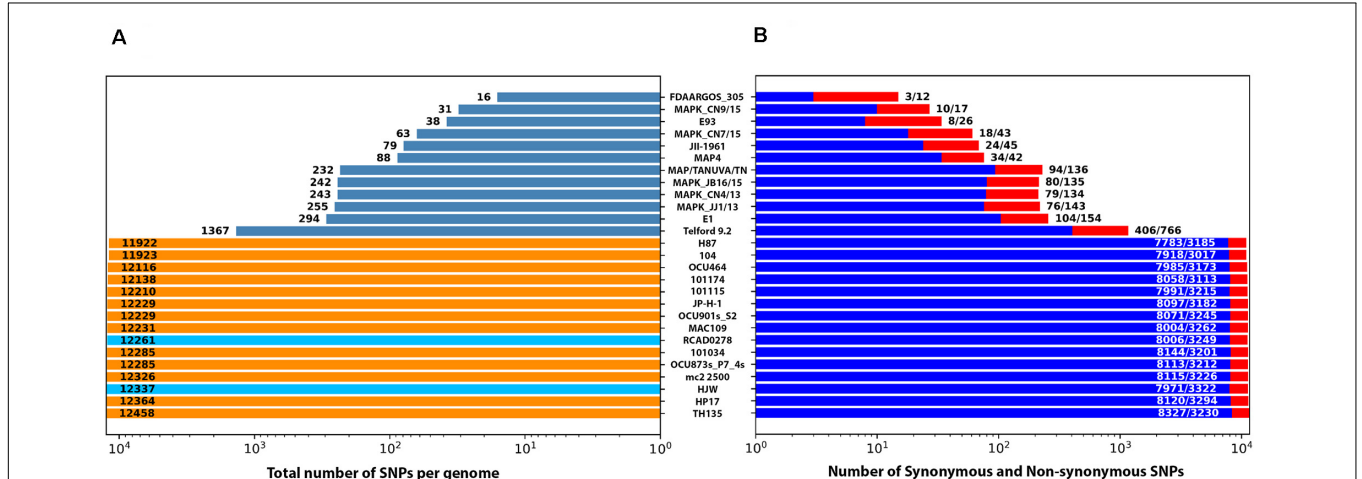 A B
16 FDAARGOS_305 3/12
31 MAPK_CN9/15 10/17
38 E93 8/26
63 MAPK_CN7/15 18/43
79 JII-1961 24/45
88 MAP4 34/42
232 MAP/TANUVA/TN 94/136
242 MAPK_JB16/15 80/135
243 MAPK_CN4/13 79/134
255 MAPK_JJ1/13 76/143
294 E1 104/154
1367 Telford 9.2 406/766
11922 H87 7783/3185
11923 104 7918/3017
12116 OCU464 7985/3173
12138 101174 8058/3113
12210 101115 7991/3215
12229 JP-H-1 8097/3182
12229 OCU901s_S2 8071/3245
12231 MAC109 8004/3262
12261 RCAD0278 8006/3249
12285 101034 8144/3201
12285 OCU873s_P7_4s 8113/3212
12326 mc2 2500 8115/3226
12337 HJW 7971/3322
12364 HP17 8120/3294
12458 TH135 8327/3230
10⁴ 10³ 10² 10¹ 10⁰ 10⁰ 10¹ 10² 10³ 10⁴
Total number of SNPs per genome Number of Synonymous and Non-synonymous SNPs